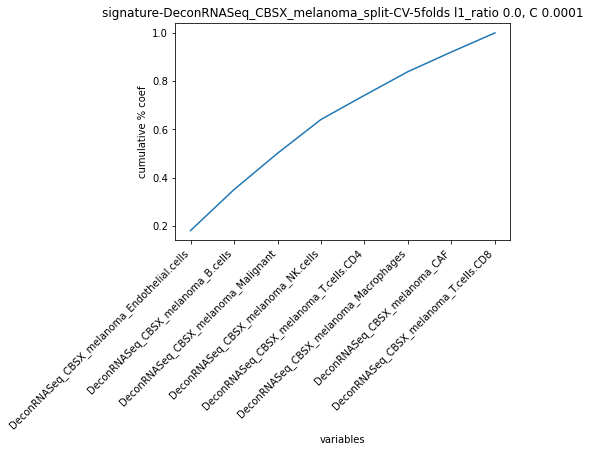 signature-DeconRNASeq_CBSX_melanoma_split-CV-5folds l1_ratio 0.0, C 0.0001
1.0
0.8
0.6
0.4
0.2
cumulative % coef
DeconRNASeq_CBSX_melanoma_Endothelial.cells
DeconRNASeq_CBSX_melanoma_B.cells
DeconRNASeq_CBSX_melanoma_Malignant
DeconRNASeq_CBSX_melanoma_NK.cells
DeconRNASeq_CBSX_melanoma_T.cells.CD4
DeconRNASeq_CBSX_melanoma_Macrophages
DeconRNASeq_CBSX_melanoma_CAF
DeconRNASeq_CBSX_melanoma_T.cells.CD8
variables